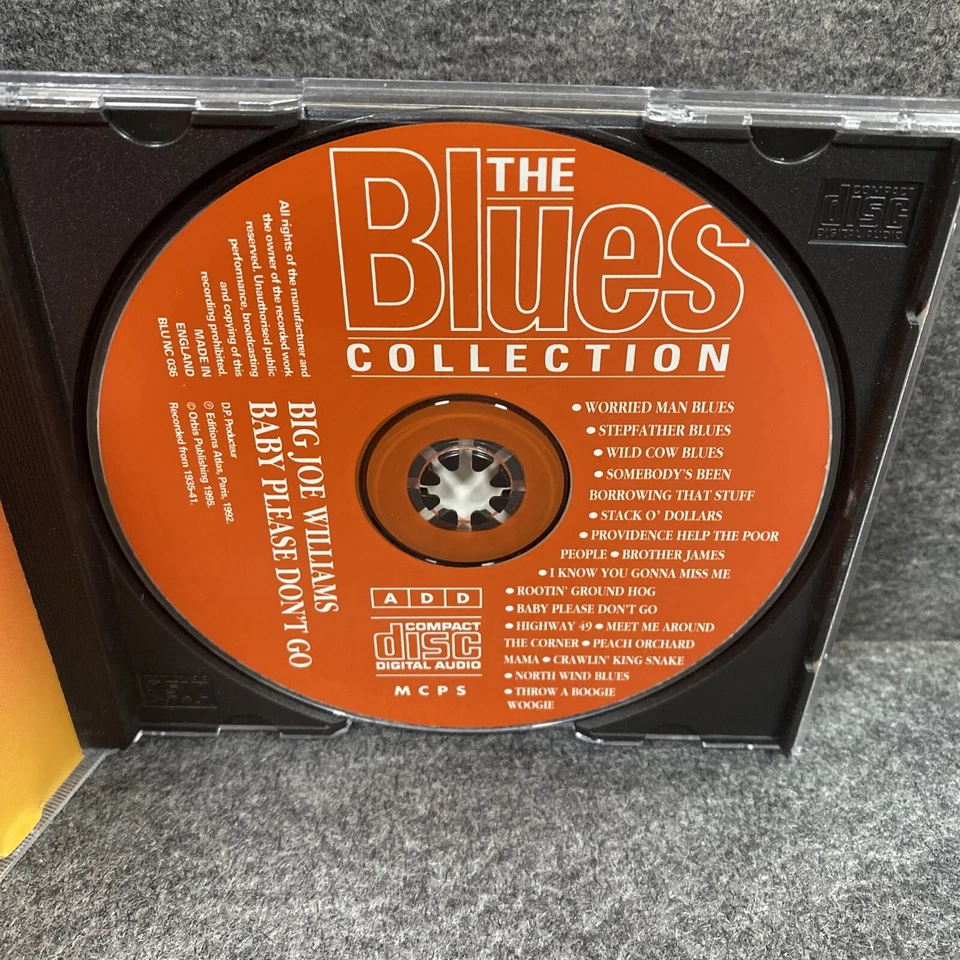 THE
Blues
COLLECTION
All rights of the manufacturer and
the owner of the recorded work
reserved. Unauthorised public
performance, broadcasting
and copying of this
recording prohibited.
MADE IN
ENGLAND
BLU NC 036
BIG JOE WILLIAMS
BABY PLEASE DON'T GO
D.P. Producteur
℗ Editions Atlas, Paris, 1992.
© Orbis Publishing 1995.
Recorded from 1935-41.
● WORRIED MAN BLUES
● STEPFATHER BLUES
● WILD COW BLUES
● SOMEBODY'S BEEN
BORROWING THAT STUFF
● STACK O' DOLLARS
● PROVIDENCE HELP THE POOR
PEOPLE ● BROTHER JAMES
● I KNOW YOU GONNA MISS ME
● ROOTIN' GROUND HOG
● BABY PLEASE DON'T GO
● HIGHWAY 49 ● MEET ME AROUND
THE CORNER ● PEACH ORCHARD
MAMA ● CRAWLIN' KING SNAKE
● NORTH WIND BLUES
● THROW A BOOGIE
WOOGIE
A D D
COMPACT
disc
DIGITAL AUDIO
MCPS
COMPACT
disc
DIGITAL AUDIO